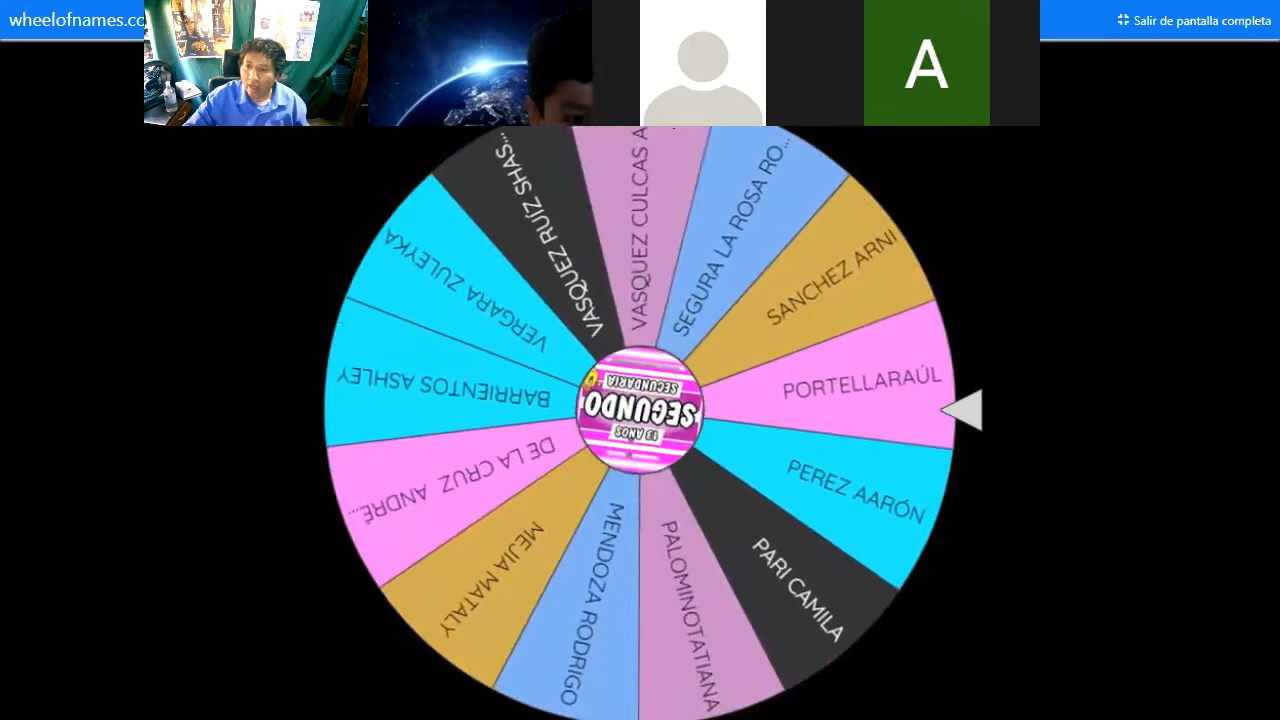 wheelofnames.co
Salir de pantalla completa
A
VASQUEZ RUÍZ SHAS...
VASQUEZ CULCAS A
SEGURA LA ROSA RO...
SANCHEZ ARNI
PORTELLARAÚL
PEREZ AARÓN
PARI CAMILA
PALOMINOTATIANA
MENDOZA RODRIGO
MEJIA MATALY
DE LA CRUZ ANDRÉ...
BARRIENTOS ASHLEY
VERGARA ZULEYKA
13 AÑOS
SEGUNDO
SECUNDARIA